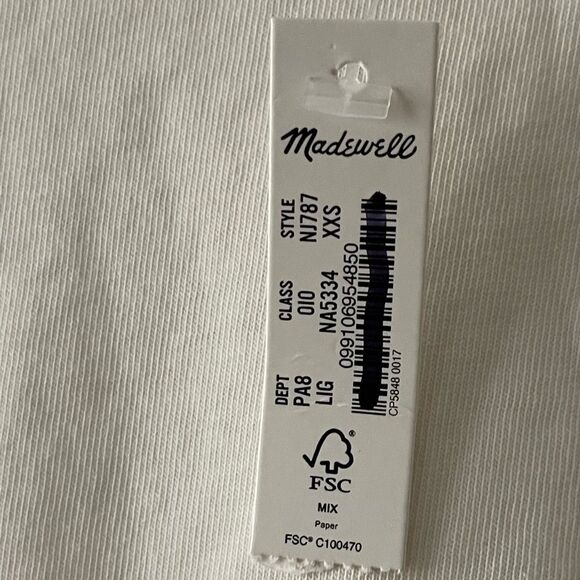 Madewell
DEPT CLASS STYLE
PA8 010 NJ787
LIG NA5334 XXS
099106954850
CP5848 0017
®
FSC
MIX
Paper
FSC® C100470